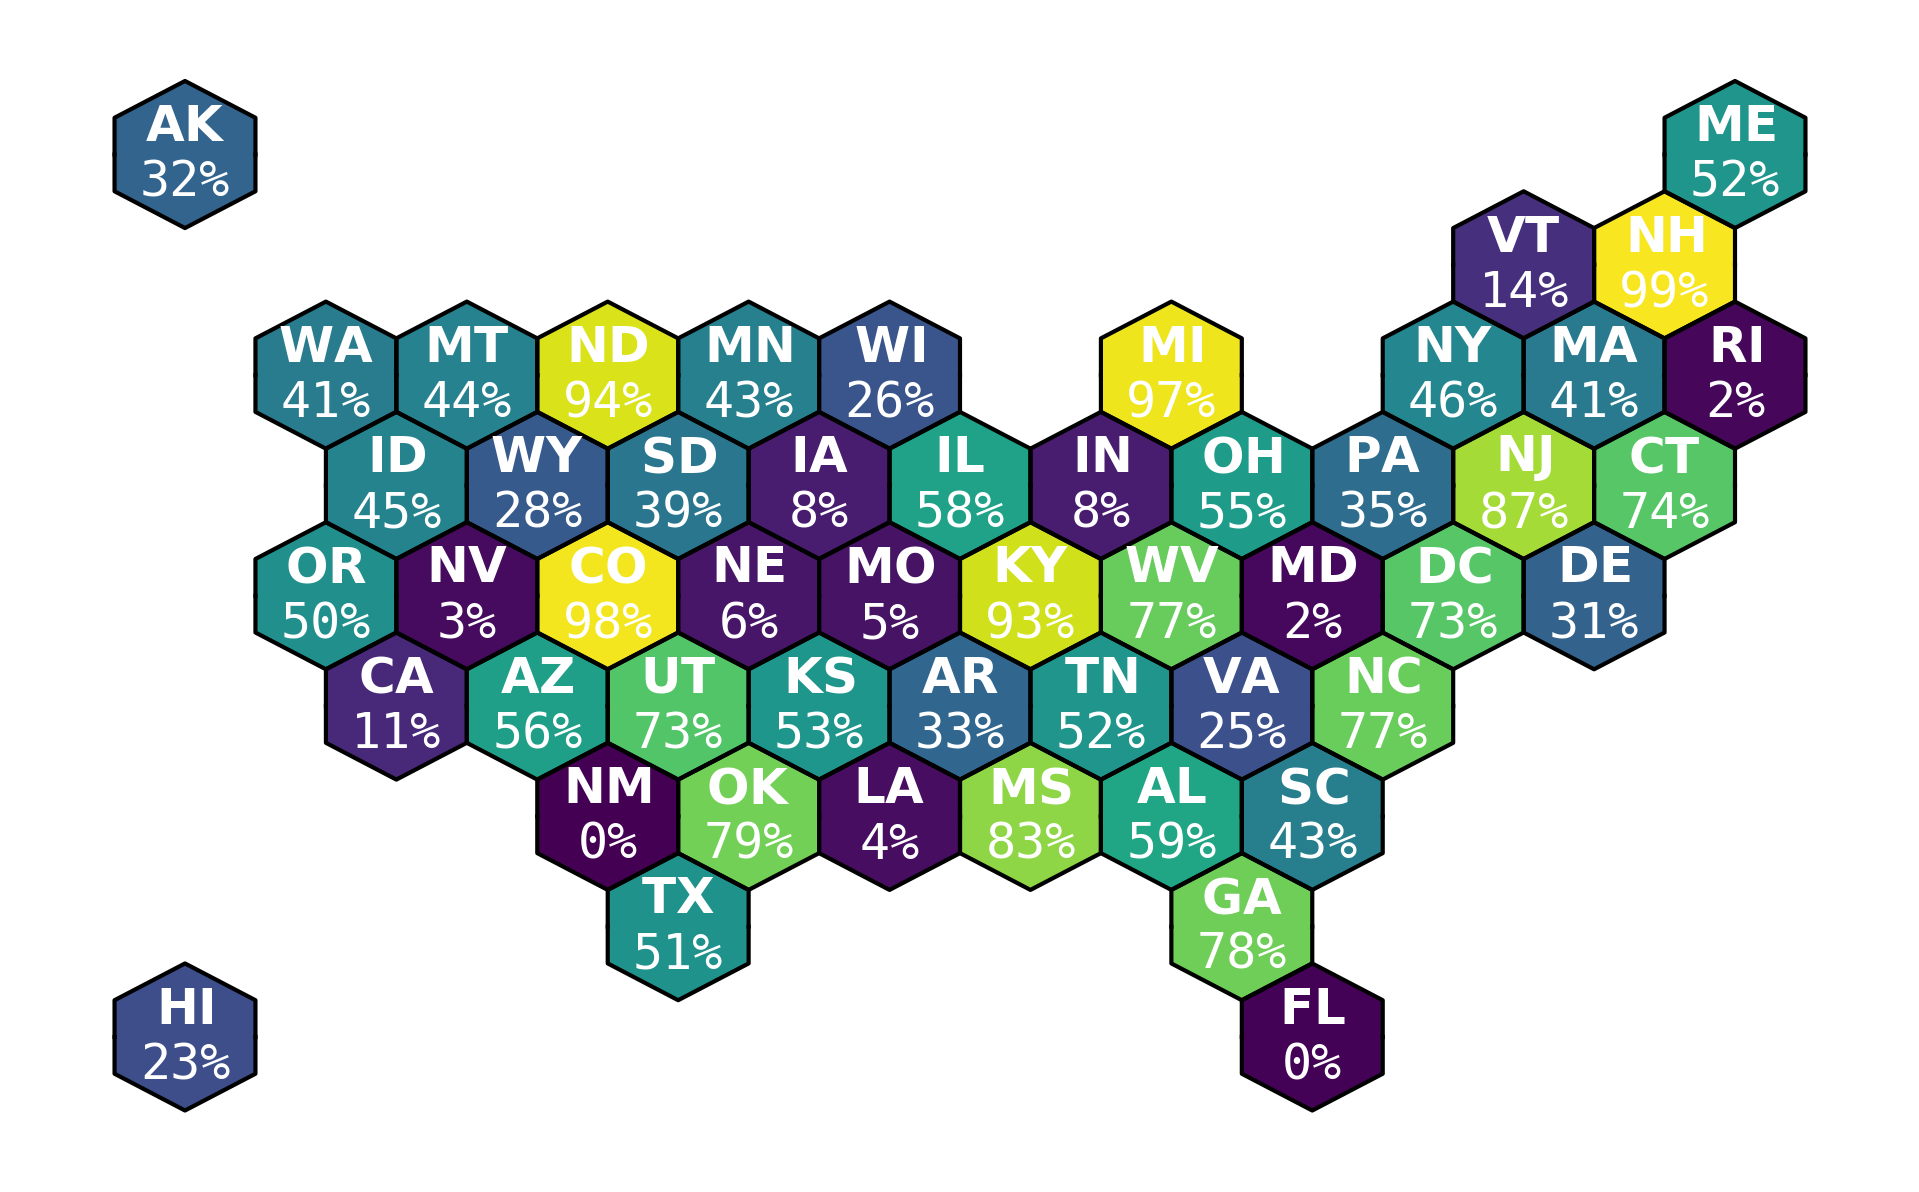 AK
32%
ME
52%
VT
14%
NH
99%
WA
41%
MT
44%
ND
94%
MN
43%
WI
26%
MI
97%
NY
46%
MA
41%
RI
2%
ID
45%
WY
28%
SD
39%
IA
8%
IL
58%
IN
8%
OH
55%
PA
35%
NJ
87%
CT
74%
OR
50%
NV
3%
CO
98%
NE
6%
MO
5%
KY
93%
WV
77%
MD
2%
DC
73%
DE
31%
CA
11%
AZ
56%
UT
73%
KS
53%
AR
33%
TN
52%
VA
25%
NC
77%
NM
0%
OK
79%
LA
4%
MS
83%
AL
59%
SC
43%
TX
51%
GA
78%
HI
23%
FL
0%